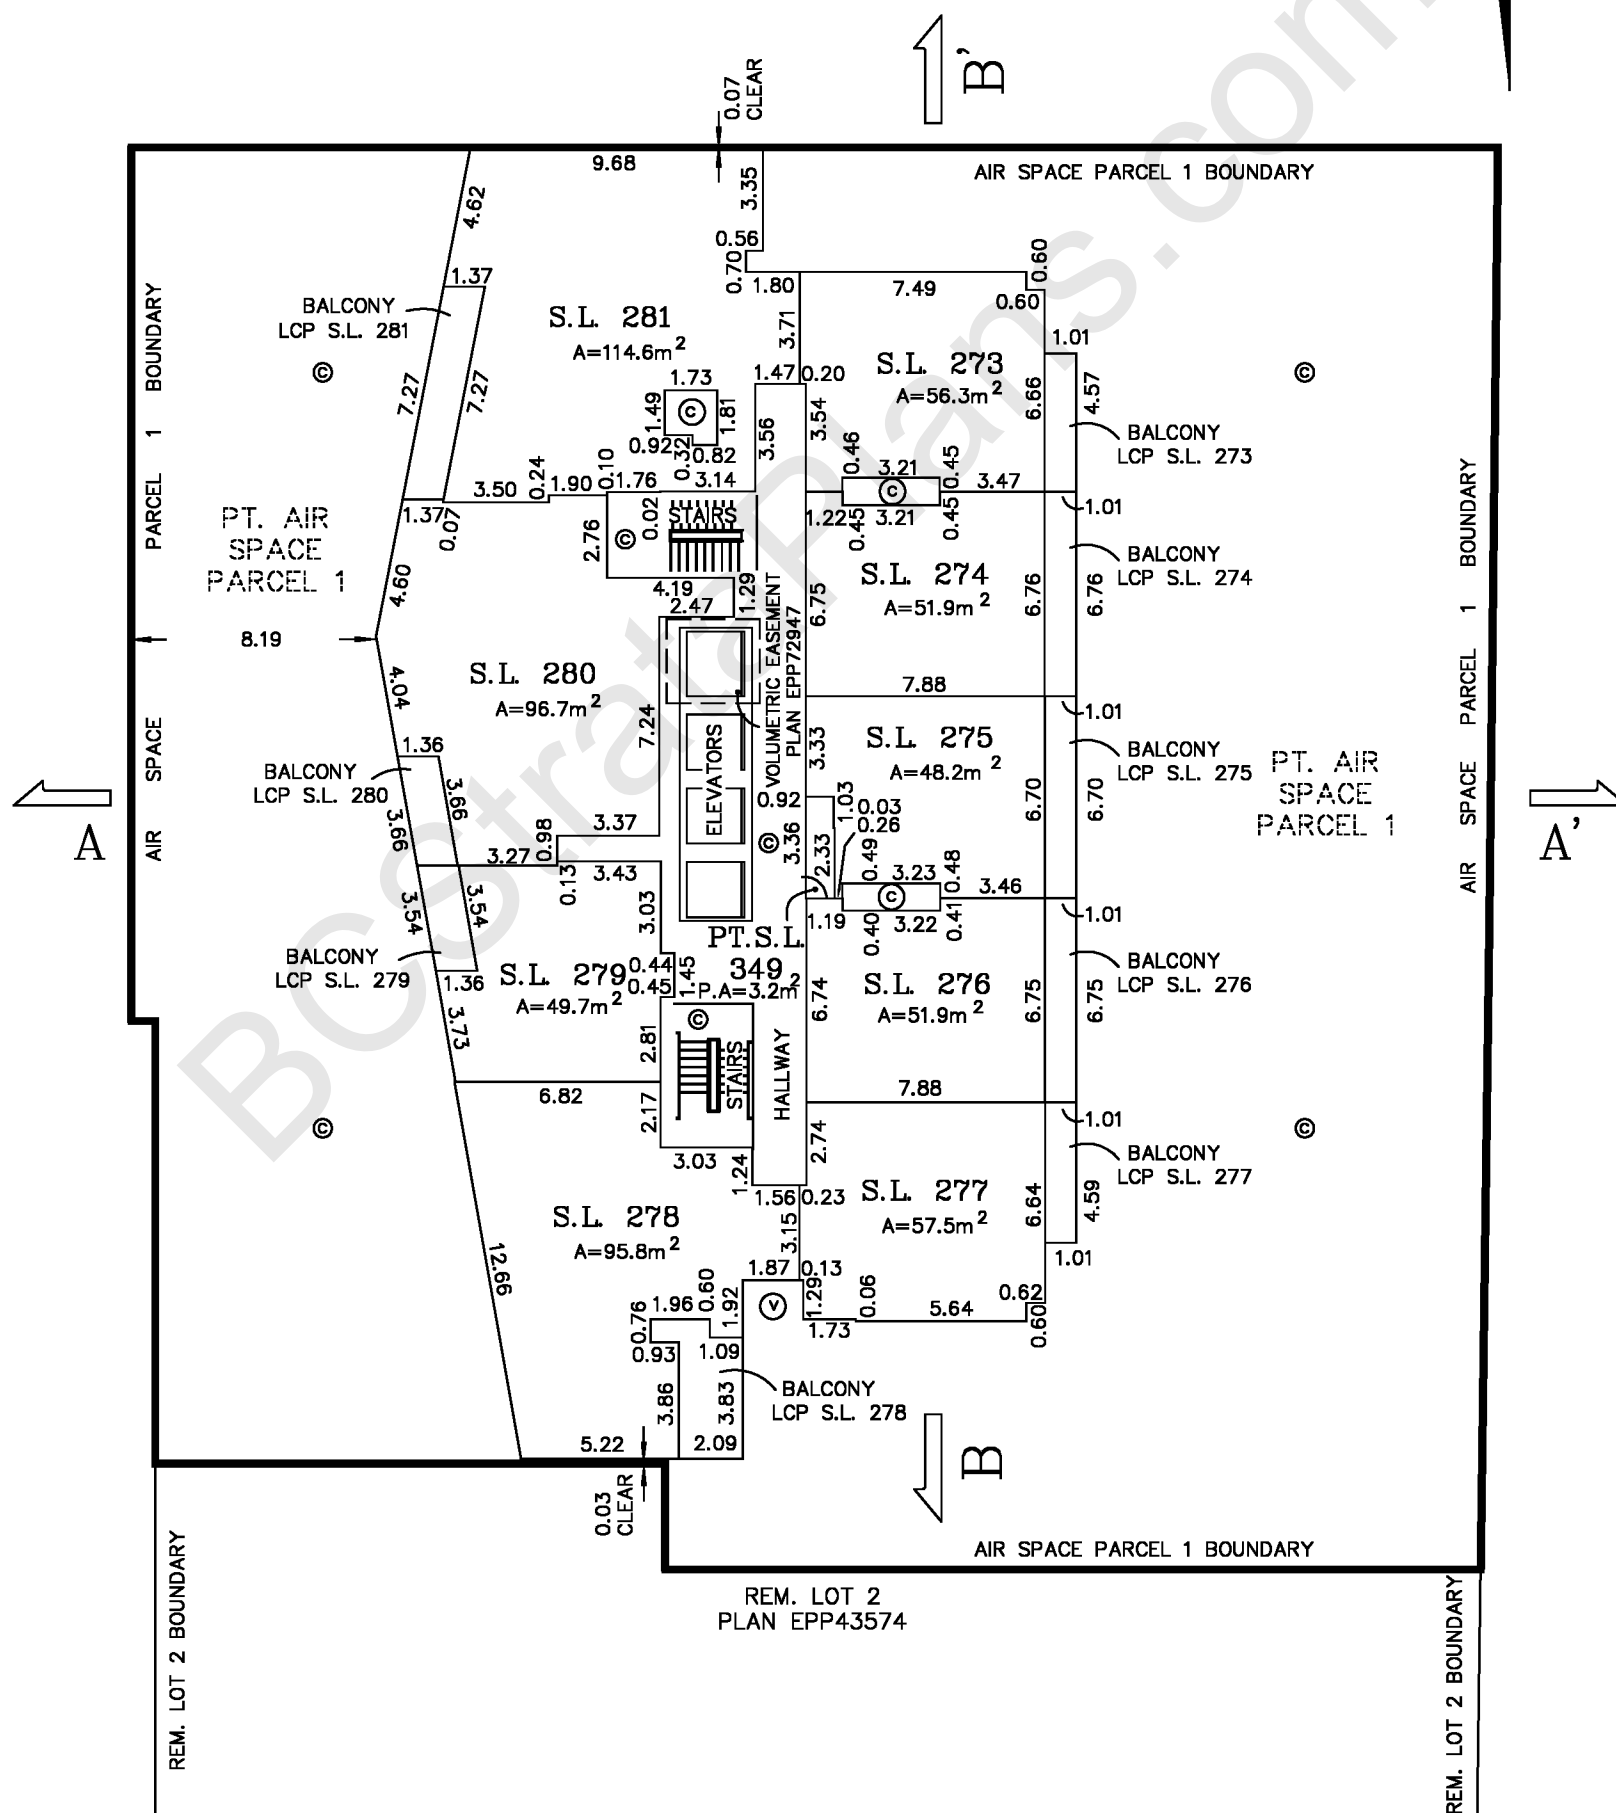 B'
0.07
CLEAR
9.68
AIR SPACE PARCEL 1 BOUNDARY
3.35
4.62
0.56
0.70
1.80
7.49
0.60
0.60
1.37
BALCONY
LCP S.L. 281
S.L. 281
A=114.6m²
3.71
1.01
S.L. 273
A=56.3m²
7.27
7.27
1.73
1.47
0.20
1.49
1.81
0.92
0.32
0.82
3.56
3.54
6.66
4.57
BALCONY
LCP S.L. 273
0.46
3.21
0.45
3.47
3.50
0.24
1.90
0.10
1.76
3.14
1.37
0.07
0.02
STAIRS
1.22
0.45
3.21
0.45
1.01
PT. AIR
SPACE
PARCEL 1
2.76
BALCONY
LCP S.L. 274
S.L. 274
A=51.9m²
4.60
4.19
2.47
1.29
6.75
6.76
6.76
8.19
VOLUMETRIC EASEMENT
PLAN EPP72947
S.L. 280
A=96.7m²
4.04
7.24
7.88
1.01
S.L. 275
A=48.2m²
1.36
BALCONY
LCP S.L. 280
3.66
3.66
ELEVATORS
3.33
BALCONY
LCP S.L. 275
6.70
6.70
PT. AIR
SPACE
PARCEL 1
A
A'
0.92
1.03
0.03
0.26
3.37
0.98
3.27
0.13
3.43
3.36
2.33
0.49
3.23
0.48
3.46
3.54
3.54
3.03
1.19
0.40
3.22
0.41
1.01
PT.S.L.
349
P.A=3.2m²
BALCONY
LCP S.L. 279
1.36
S.L. 279
A=49.7m²
0.44
0.45
1.45
6.74
S.L. 276
A=51.9m²
6.75
6.75
BALCONY
LCP S.L. 276
3.73
2.81
STAIRS
HALLWAY
6.82
2.17
7.88
1.01
3.03
1.24
2.74
BALCONY
LCP S.L. 277
1.56
0.23
S.L. 277
A=57.5m²
6.64
4.59
S.L. 278
A=95.8m²
3.15
1.01
12.66
1.87
0.13
0.76
1.96
0.60
1.92
1.29
0.06
5.64
0.62
0.60
1.73
0.93
1.09
3.86
3.83
BALCONY
LCP S.L. 278
5.22
2.09
B
0.03
CLEAR
AIR SPACE PARCEL 1 BOUNDARY
REM. LOT 2
PLAN EPP43574
AIR SPACE PARCEL 1 BOUNDARY
AIR SPACE PARCEL 1 BOUNDARY
REM. LOT 2 BOUNDARY
REM. LOT 2 BOUNDARY
C
C
C
C
C
C
C
C
C
C
V
BCStrataPlans.com